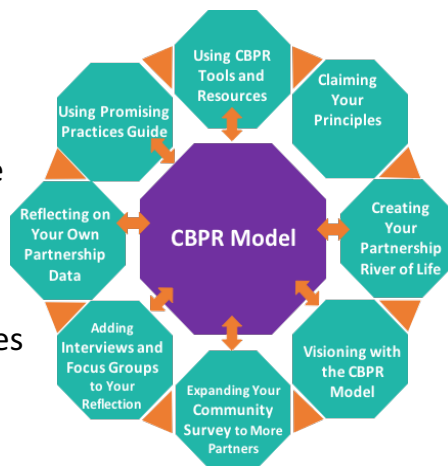 Using CBPR
Tools and
Resources
Claiming
Your
Principles
Creating
Your
Partnership
River of Life
Visioning with
the CBPR
Model
Expanding Your
Community
Survey to More
Partners
Adding
Interviews and
Focus Groups
to Your
Reflection
Reflecting on
Your Own
Partnership
Data
Using Promising
Practices Guide
CBPR Model
e
es